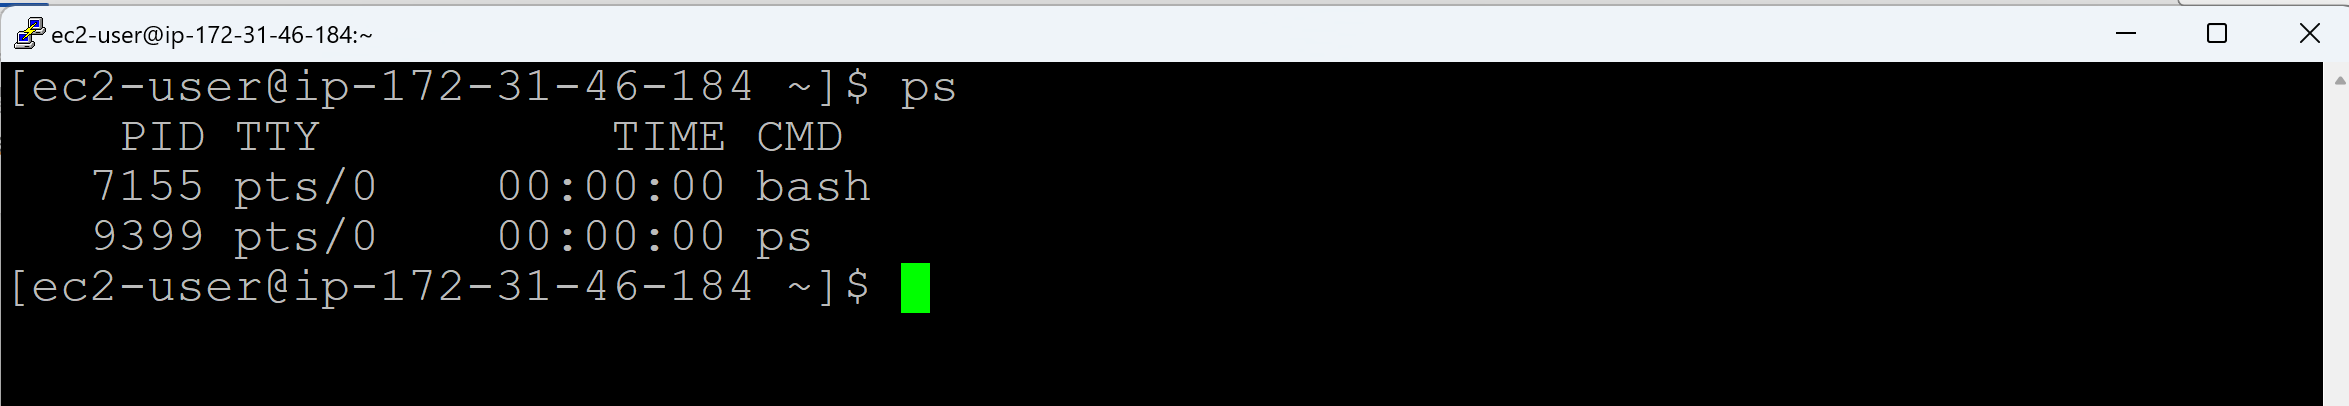 ec2-user@ip-172-31-46-184:~
[ec2-user@ip-172-31-46-184 ~]$ ps
    PID TTY          TIME CMD
   7155 pts/0    00:00:00 bash
   9399 pts/0    00:00:00 ps
[ec2-user@ip-172-31-46-184 ~]$